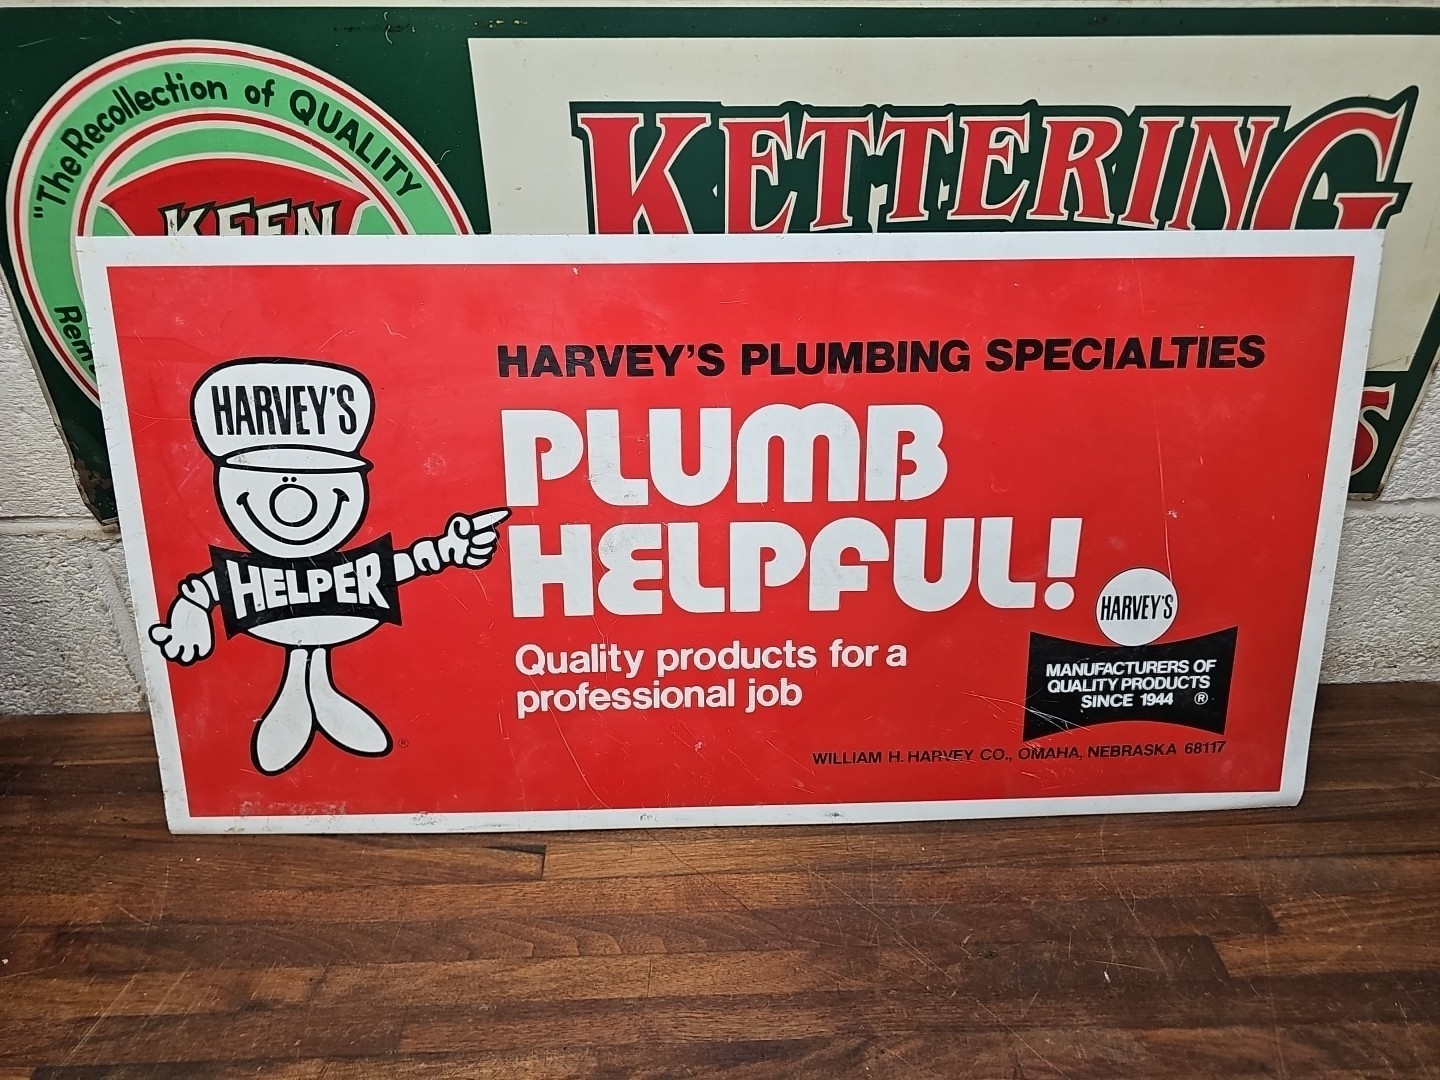 "The Recollection of QUALITY
KEEN
KETTERING
HARVEY'S
HELPER
®
HARVEY'S PLUMBING SPECIALTIES
PLUMB
HELPFUL!
Quality products for a
professional job
HARVEY'S
MANUFACTURERS OF
QUALITY PRODUCTS
SINCE 1944 ®
WILLIAM H. HARVEY CO., OMAHA, NEBRASKA 68117